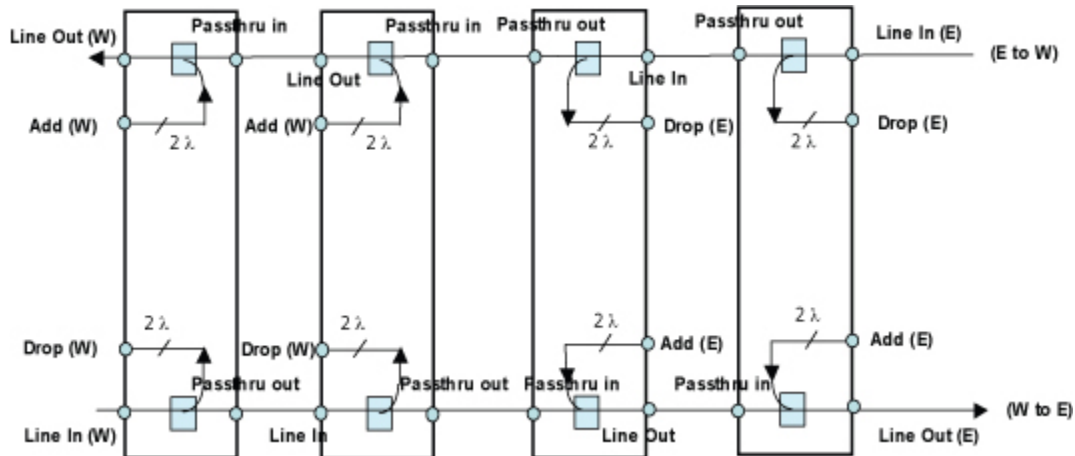 Passthru in
Passthru in
Passthru out
Passthru out
Line Out (W)
Line In (E)
(E to W)
Line Out
Line In
Add (W)
2 λ
Add (W)
2 λ
2 λ
Drop (E)
2 λ
Drop (E)
2 λ
2 λ
2 λ
2 λ
Drop (W)
Drop (W)
Add (E)
Add (E)
Passthru out
Passthru out
Passthru in
Passthru in
(W to E)
Line In (W)
Line In
Line Out
Line Out (E)